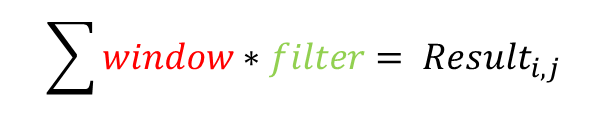 ∑ window * filter = Result_{i,j}